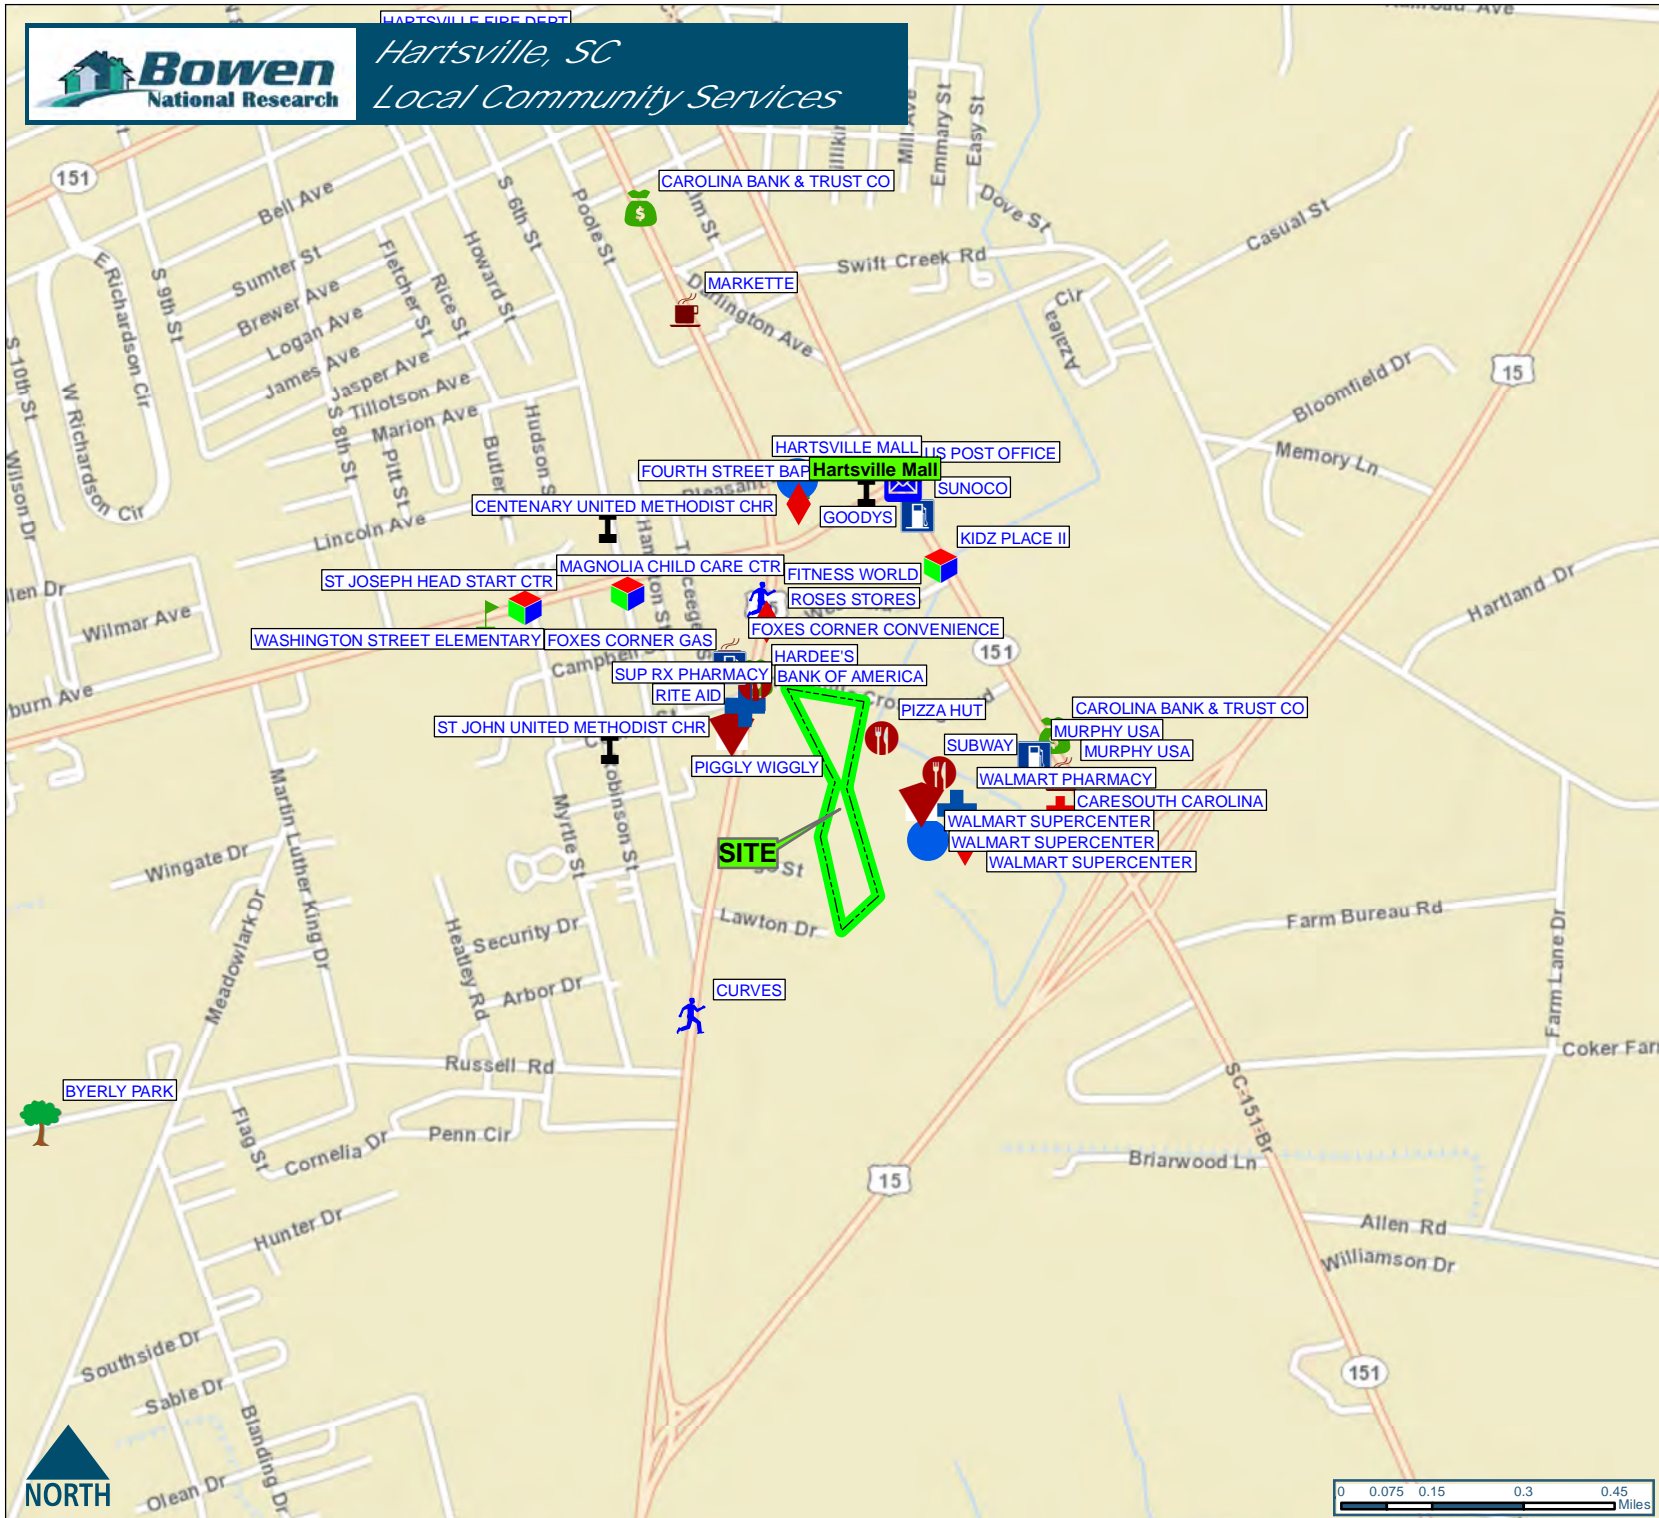 Railroad Ave
HARTSVILLE FIRE DEPT
Bowen
National Research
Hartsville, SC
Local Community Services
Mill Ave
Emmary St
Easy St
151
Bell Ave
S 6th St
Poole St
CAROLINA BANK & TRUST CO
Dove St
Casual St
Swift Creek Rd
E Richardson Cir
S 9th St
Sumter St
Fletcher St
Howard St
Rice St
Brewer Ave
Logan Ave
James Ave
Jasper Ave
Tillotson Ave
Marion Ave
MARKETTE
Darlington Ave
Azalea
Cir
15
Bloomfield Dr
S 10th St
W Richardson Cir
S 8th St
Pitt St
Butler
Hudson S
Memory Ln
Wilson Dr
HARTSVILLE MALL
US POST OFFICE
FOURTH STREET BAP
Hartsville Mall
Pleasant
SUNOCO
CENTENARY UNITED METHODIST CHR
GOODYS
Lincoln Ave
KIDZ PLACE II
MAGNOLIA CHILD CARE CTR
FITNESS WORLD
ST JOSEPH HEAD START CTR
ROSES STORES
Hartland Dr
Wilmar Ave
WASHINGTON STREET ELEMENTARY
FOXES CORNER GAS
FOXES CORNER CONVENIENCE
151
Campbell
HARDEE'S
SUP RX PHARMACY
BANK OF AMERICA
RITE AID
burn Ave
PIZZA HUT
CAROLINA BANK & TRUST CO
ST JOHN UNITED METHODIST CHR
MURPHY USA
SUBWAY
MURPHY USA
PIGGLY WIGGLY
WALMART PHARMACY
CARESOUTH CAROLINA
WALMART SUPERCENTER
WALMART SUPERCENTER
WALMART SUPERCENTER
SITE
Martin Luther King Dr
Myrtle St
Robinson St
Wingate Dr
Meadowlark Dr
Heatley Rd
Security Dr
Lawton Dr
Farm Bureau Rd
Farm Lane Dr
Arbor Dr
CURVES
Russell Rd
Coker Farm
BYERLY PARK
SC-151-Br
Flag St
Cornelia Dr
Penn Cir
Briarwood Ln
15
Hunter Dr
Allen Rd
Williamson Dr
Southside Dr
Sable Dr
151
Blanding Dr
Olean Dr
NORTH
0 0.075 0.15 0.3 0.45
Miles